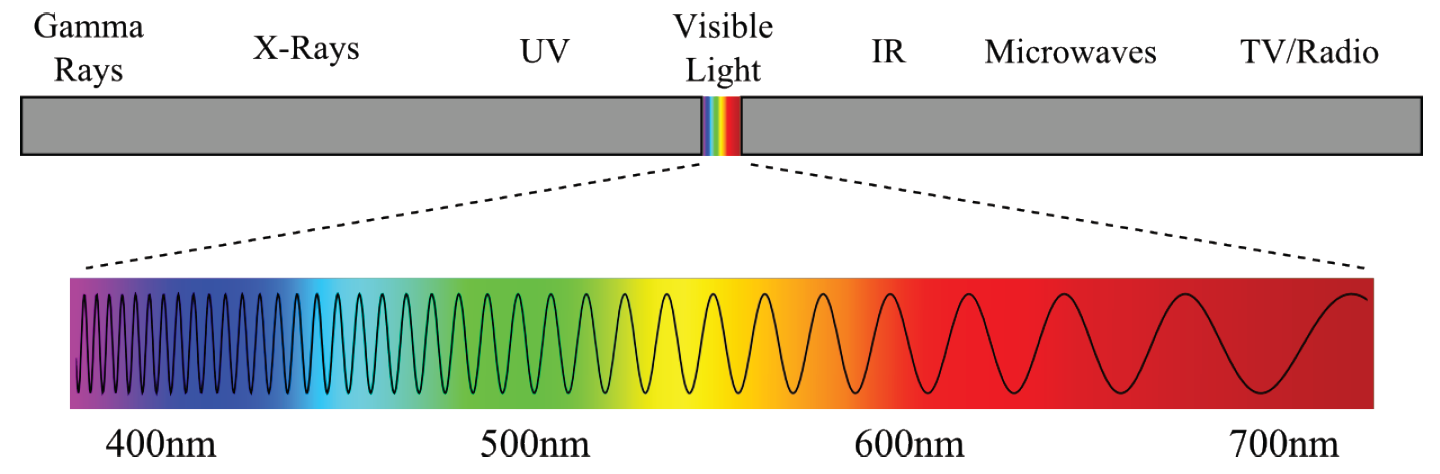 Gamma
Rays
X-Rays
UV
Visible
Light
IR
Microwaves
TV/Radio
400nm
500nm
600nm
700nm